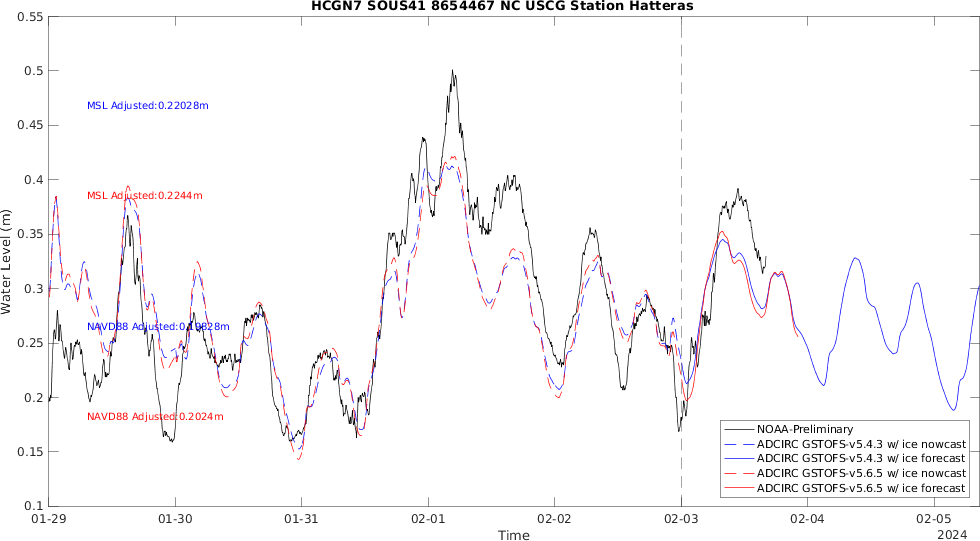 HCGN7 SOUS41 8654467 NC USCG Station Hatteras
0.55
0.5
0.45
0.4
0.35
0.3
0.25
0.2
0.15
0.1
Water Level (m)
MSL Adjusted:0.22028m
MSL Adjusted:0.2244m
NAVD88 Adjusted:0.19828m
NAVD88 Adjusted:0.2024m
NOAA-Preliminary
ADCIRC GSTOFS-v5.4.3 w/ ice nowcast
ADCIRC GSTOFS-v5.4.3 w/ ice forecast
ADCIRC GSTOFS-v5.6.5 w/ ice nowcast
ADCIRC GSTOFS-v5.6.5 w/ ice forecast
01-29 01-30 01-31 02-01 02-02 02-03 02-04 02-05
Time
2024